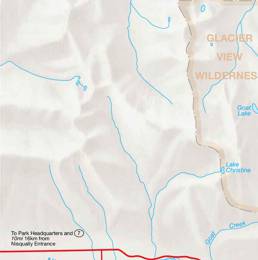 GLACIER
VIEW
WILDERNES
Goat
Lake
Lake
Christine
To Park Headquarters and 7
10mi 16km from
Nisqually Entrance
Goat Creek